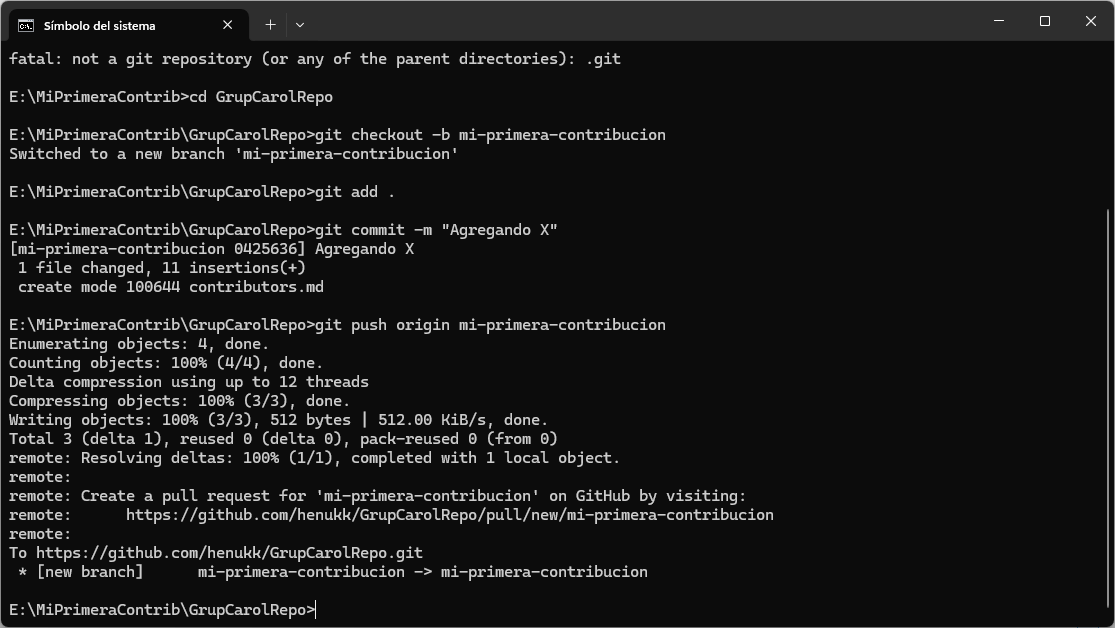 Símbolo del sistema
fatal: not a git repository (or any of the parent directories): .git
E:\MiPrimeraContrib>cd GrupCarolRepo
E:\MiPrimeraContrib\GrupCarolRepo>git checkout -b mi-primera-contribucion
Switched to a new branch 'mi-primera-contribucion'
E:\MiPrimeraContrib\GrupCarolRepo>git add .
E:\MiPrimeraContrib\GrupCarolRepo>git commit -m "Agregando X"
[mi-primera-contribucion 0425636] Agregando X
 1 file changed, 11 insertions(+)
 create mode 100644 contributors.md
E:\MiPrimeraContrib\GrupCarolRepo>git push origin mi-primera-contribucion
Enumerating objects: 4, done.
Counting objects: 100% (4/4), done.
Delta compression using up to 12 threads
Compressing objects: 100% (3/3), done.
Writing objects: 100% (3/3), 512 bytes | 512.00 KiB/s, done.
Total 3 (delta 1), reused 0 (delta 0), pack-reused 0 (from 0)
remote: Resolving deltas: 100% (1/1), completed with 1 local object.
remote:
remote: Create a pull request for 'mi-primera-contribucion' on GitHub by visiting:
remote:      https://github.com/henukk/GrupCarolRepo/pull/new/mi-primera-contribucion
remote:
To https://github.com/henukk/GrupCarolRepo.git
 * [new branch]      mi-primera-contribucion -> mi-primera-contribucion
E:\MiPrimeraContrib\GrupCarolRepo>